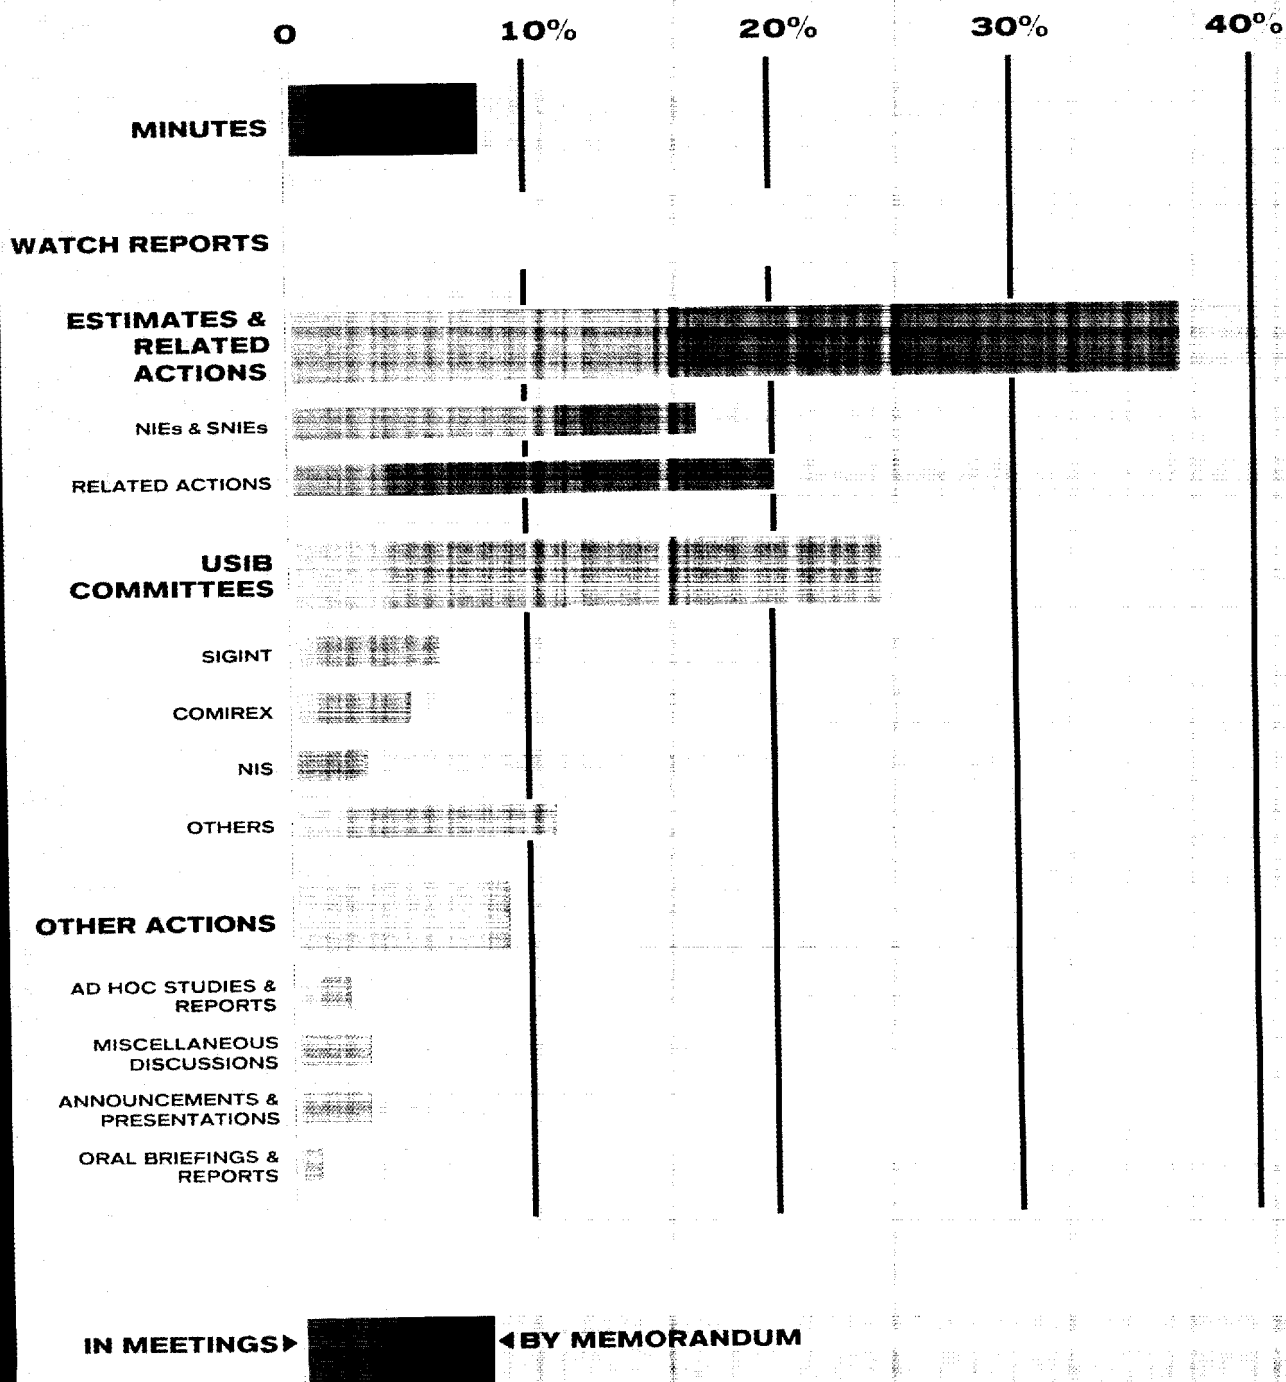 0 10% 20% 30% 40%
MINUTES
WATCH REPORTS
ESTIMATES &
RELATED
ACTIONS
NIEs & SNIEs
RELATED ACTIONS
USIB
COMMITTEES
SIGINT
COMIREX
NIS
OTHERS
OTHER ACTIONS
AD HOC STUDIES &
REPORTS
MISCELLANEOUS
DISCUSSIONS
ANNOUNCEMENTS &
PRESENTATIONS
ORAL BRIEFINGS &
REPORTS
IN MEETINGS▶ ◀BY MEMORANDUM